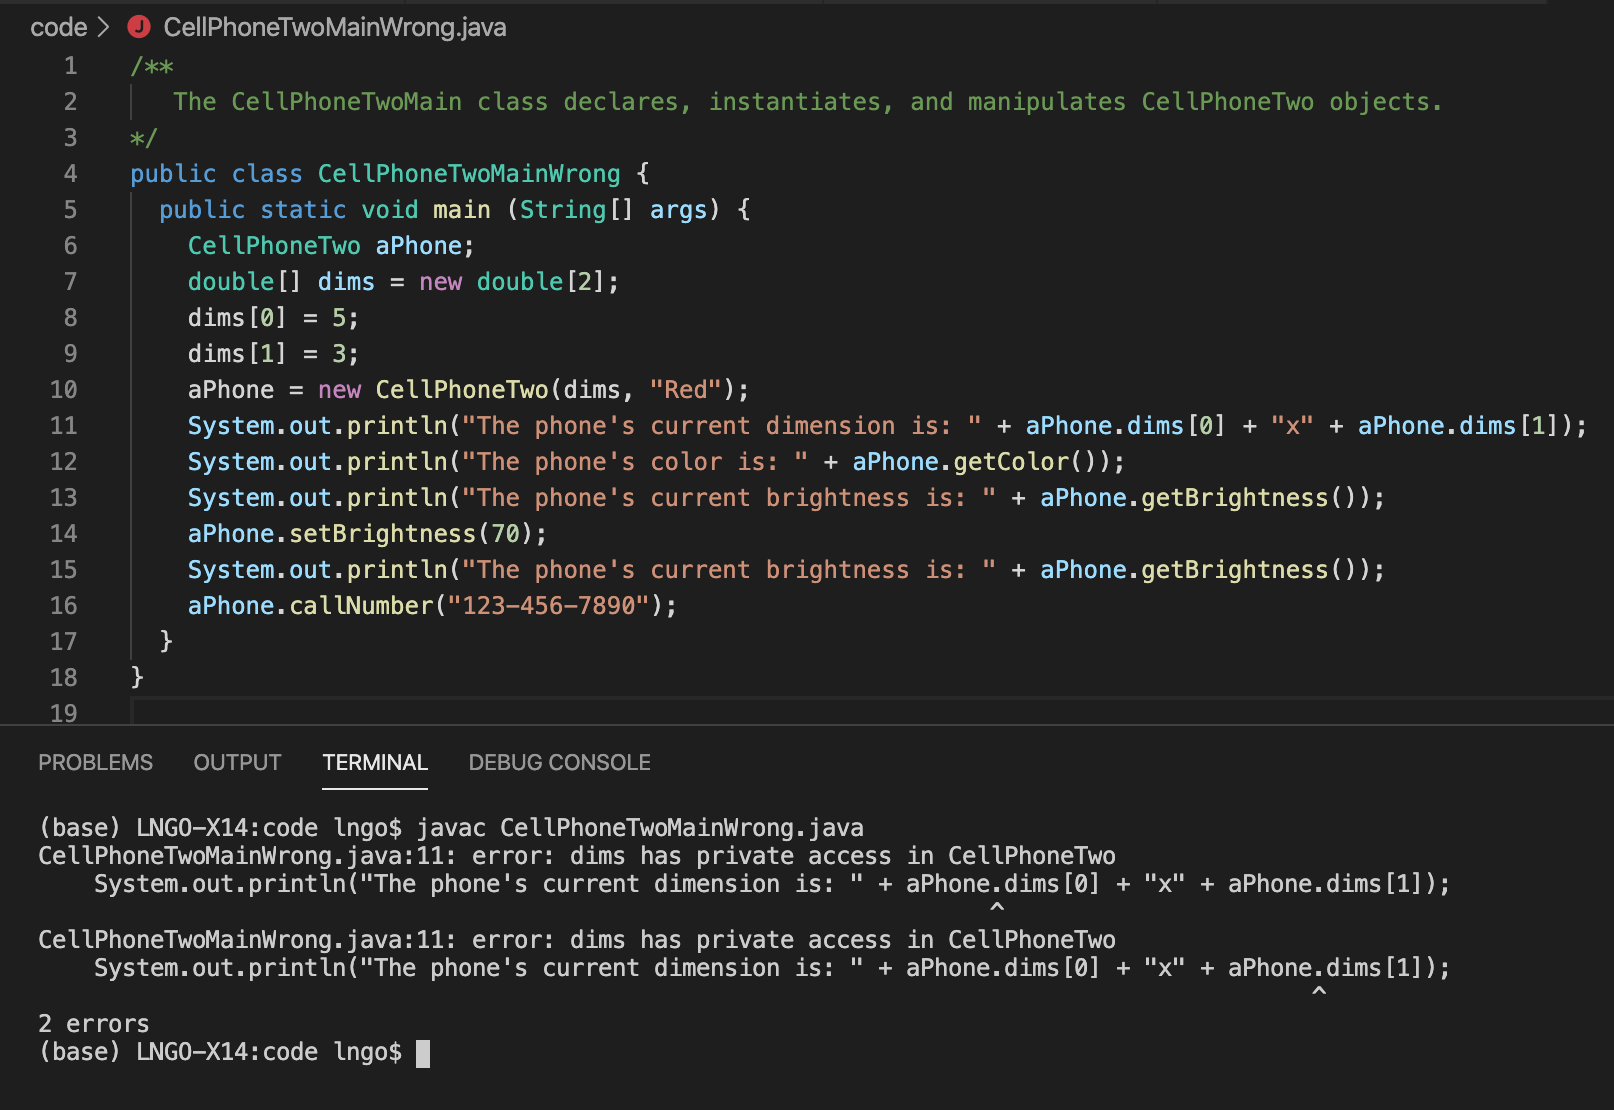 code > J CellPhoneTwoMainWrong.java
1 /**
2    The CellPhoneTwoMain class declares, instantiates, and manipulates CellPhoneTwo objects.
3 */
4 public class CellPhoneTwoMainWrong {
5   public static void main (String[] args) {
6     CellPhoneTwo aPhone;
7     double[] dims = new double[2];
8     dims[0] = 5;
9     dims[1] = 3;
10     aPhone = new CellPhoneTwo(dims, "Red");
11     System.out.println("The phone's current dimension is: " + aPhone.dims[0] + "x" + aPhone.dims[1]);
12     System.out.println("The phone's color is: " + aPhone.getColor());
13     System.out.println("The phone's current brightness is: " + aPhone.getBrightness());
14     aPhone.setBrightness(70);
15     System.out.println("The phone's current brightness is: " + aPhone.getBrightness());
16     aPhone.callNumber("123-456-7890");
17   }
18 }
19
PROBLEMS OUTPUT TERMINAL DEBUG CONSOLE
(base) LNGO-X14:code lngo$ javac CellPhoneTwoMainWrong.java
CellPhoneTwoMainWrong.java:11: error: dims has private access in CellPhoneTwo
    System.out.println("The phone's current dimension is: " + aPhone.dims[0] + "x" + aPhone.dims[1]);
                                                                    ^
CellPhoneTwoMainWrong.java:11: error: dims has private access in CellPhoneTwo
    System.out.println("The phone's current dimension is: " + aPhone.dims[0] + "x" + aPhone.dims[1]);
                                                                                           ^
2 errors
(base) LNGO-X14:code lngo$